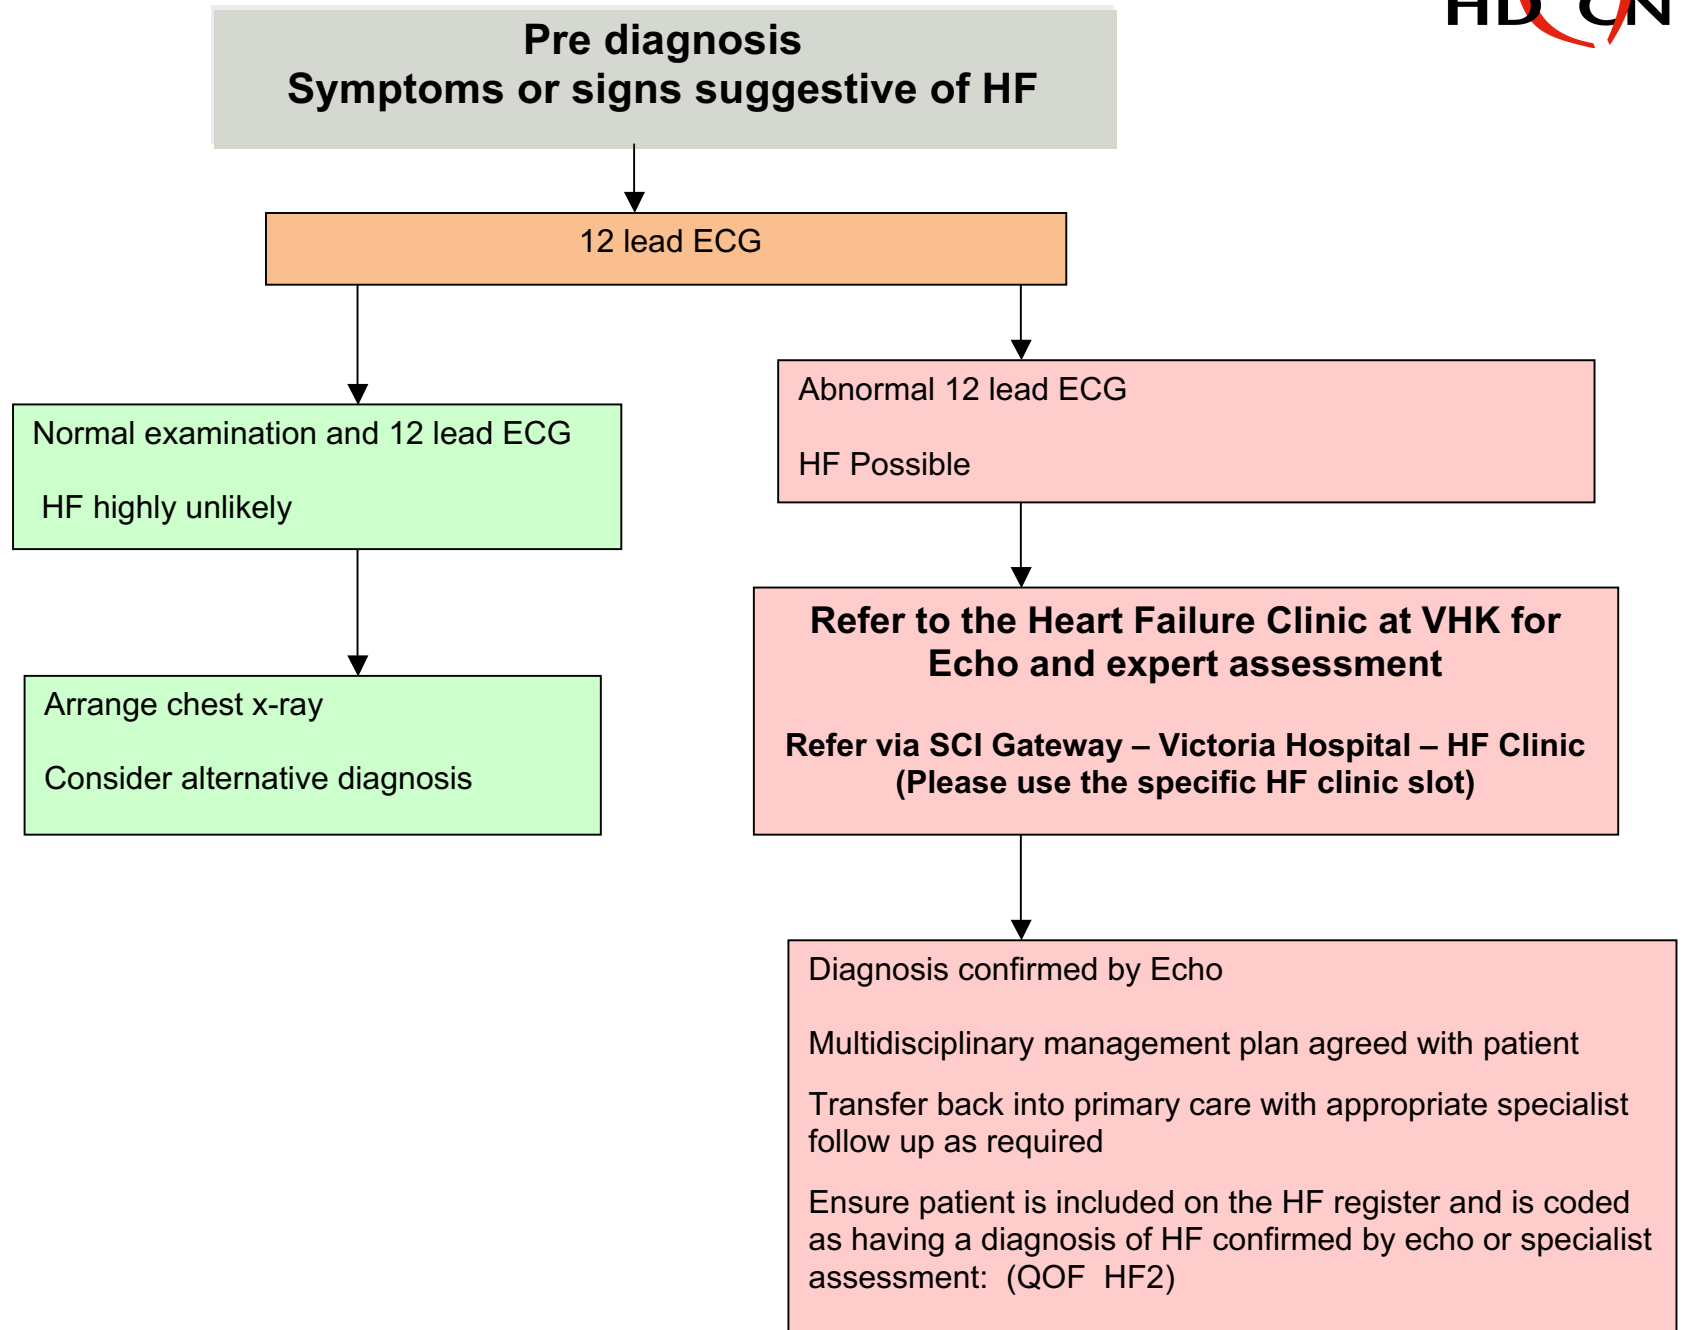 HD CN
Pre diagnosis
Symptoms or signs suggestive of HF
12 lead ECG
Normal examination and 12 lead ECG
HF highly unlikely
Arrange chest x-ray
Consider alternative diagnosis
Abnormal 12 lead ECG
HF Possible
Refer to the Heart Failure Clinic at VHK for
Echo and expert assessment
Refer via SCI Gateway – Victoria Hospital – HF Clinic
(Please use the specific HF clinic slot)
Diagnosis confirmed by Echo
Multidisciplinary management plan agreed with patient
Transfer back into primary care with appropriate specialist
follow up as required
Ensure patient is included on the HF register and is coded
as having a diagnosis of HF confirmed by echo or specialist
assessment:  (QOF  HF2)